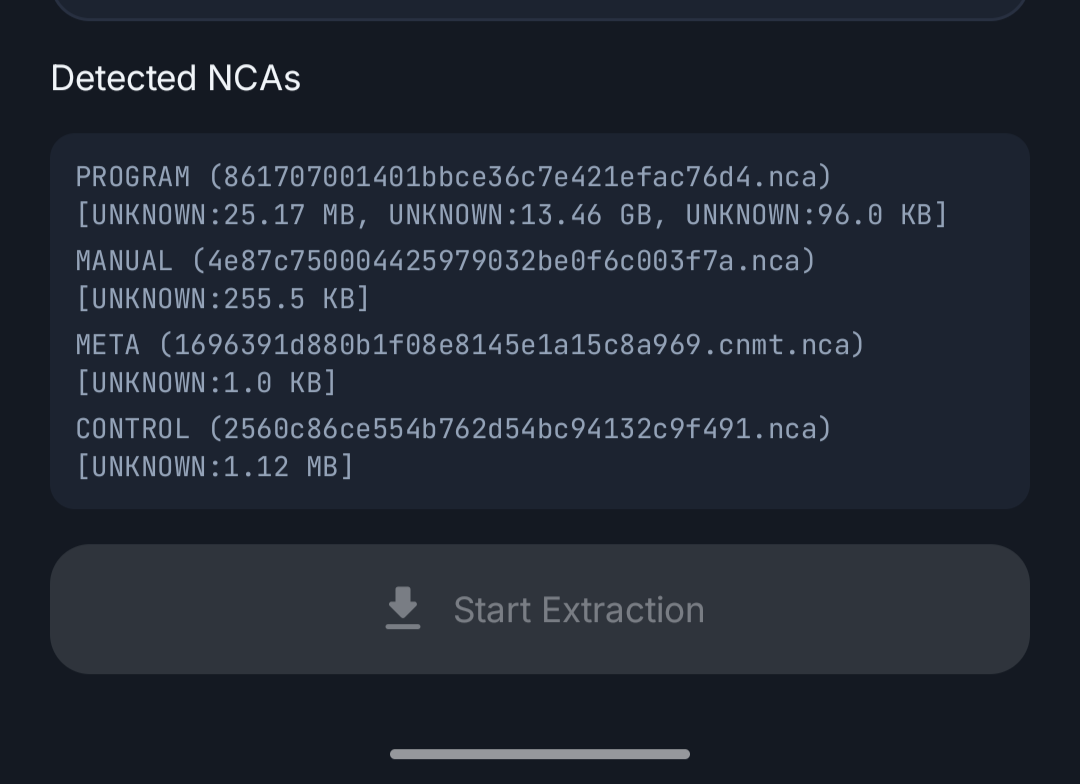 Detected NCAs
PROGRAM (861707001401bbce36c7e421efac76d4.nca)
[UNKNOWN:25.17 MB, UNKNOWN:13.46 GB, UNKNOWN:96.0 KB]
MANUAL (4e87c750004425979032be0f6c003f7a.nca)
[UNKNOWN:255.5 KB]
META (1696391d880b1f08e8145e1a15c8a969.cnmt.nca)
[UNKNOWN:1.0 KB]
CONTROL (2560c86ce554b762d54bc94132c9f491.nca)
[UNKNOWN:1.12 MB]
Start Extraction